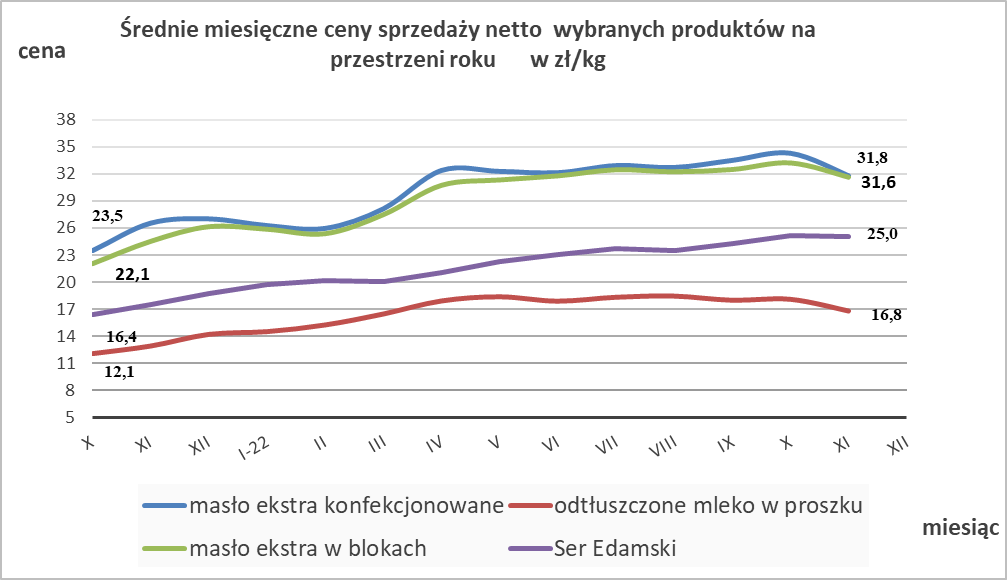 Średnie miesięczne ceny sprzedaży netto wybranych produktów na
przestrzeni roku w zł/kg
cena
38
35
32
29
26
23
20
17
14
11
8
5
23,5
22,1
16,4
12,1
31,8
31,6
25,0
16,8
X XI XII I-22 II III IV V VI VII VIII IX X XI XII
masło ekstra konfekcjonowane odtłuszczone mleko w proszku
masło ekstra w blokach Ser Edamski
miesiąc